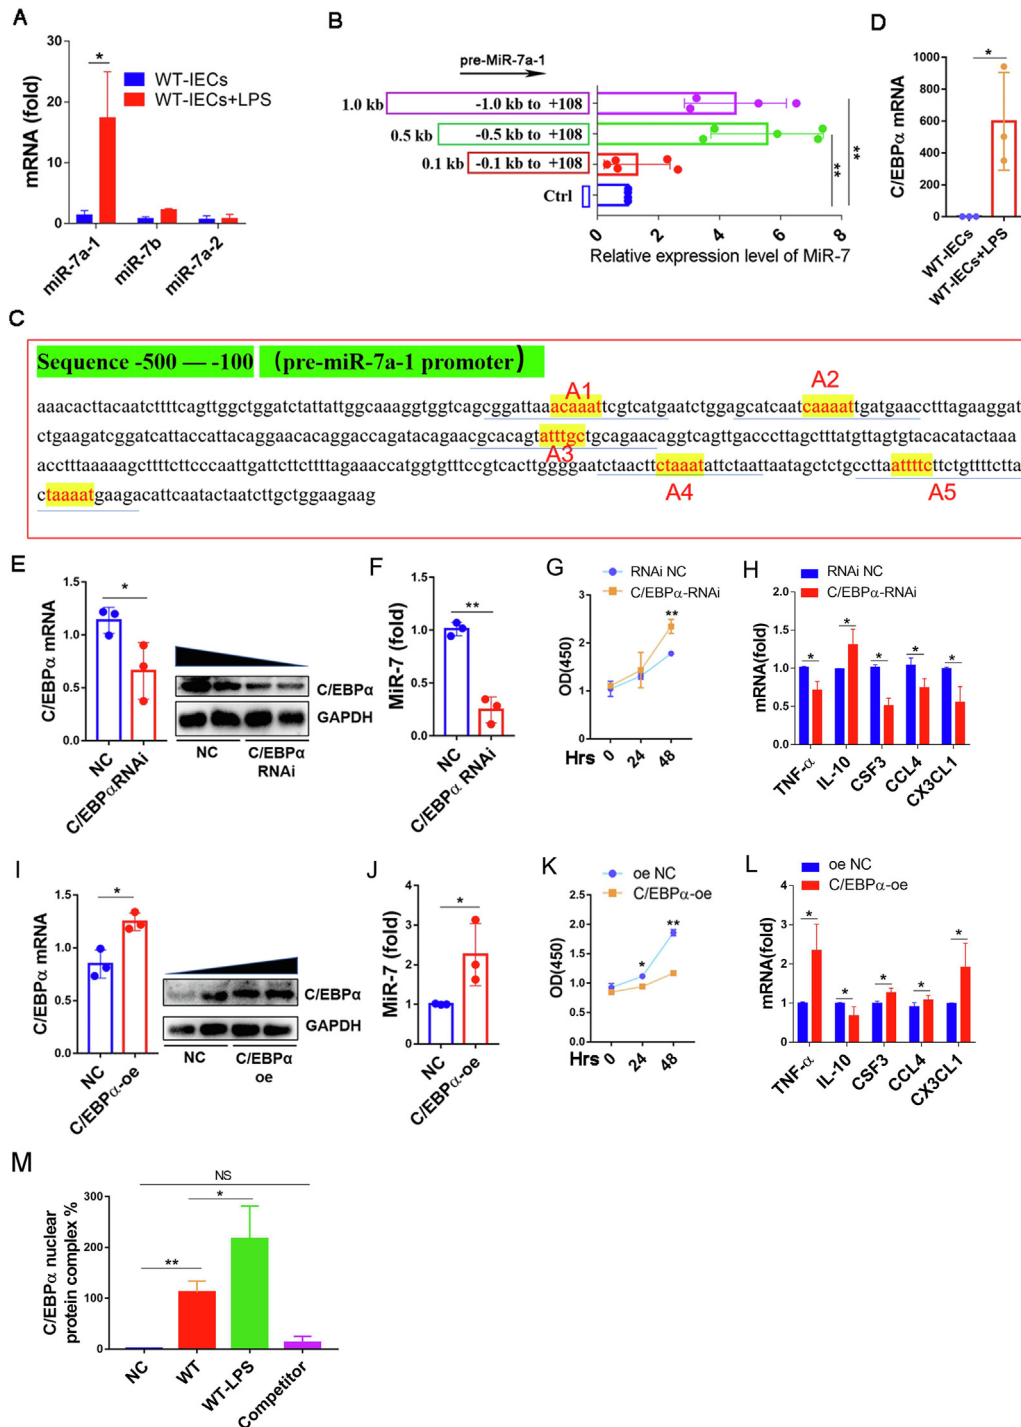 A
mRNA (fold)
30
20
10
0
*
WT-IECs
WT-IECs+LPS
miR-7a-1
miR-7b
miR-7a-2
B
pre-MiR-7a-1
1.0 kb
-1.0 kb to +108
0.5 kb
-0.5 kb to +108
0.1 kb
-0.1 kb to +108
Ctrl
**
**
0
2
4
6
8
Relative expression level of MiR-7
D
C/EBPα mRNA
1000
800
600
400
200
0
*
WT-IECs
WT-IECs+LPS
C
Sequence -500 — -100 (pre-miR-7a-1 promoter)
A1
A2
aaacacttacaatcttttcagttggctggatctattattggcaaaggtggtcagcggattaaacaaattcgtcatgaatctggagcatcaatcaaaattgatgaacctttagaaggat
ctgaagatcggatcattaccattacaggaacacaggaccagatacagaacgcacagtatttgctgcagaacaggtcagttgacccttagctttatgttagtgtacacatactaaa
A3
accttaaaaagcttttcttcccaattgattcttcttttagaaaccatggtgtttccgtcacttggggaatctaacttctaaatattctaattaatagctctgccttaattttcttctgttttctta
A4
A5
ctaaaatgaagacattcaatactaatcttgctggaagaag
E
C/EBPα mRNA
1.5
1.0
0.5
0.0
*
NC
C/EBPαRNAi
C/EBPα
GAPDH
NC
C/EBPα
RNAi
F
MiR-7 (fold)
1.5
1.0
0.5
0.0
**
NC
C/EBPα RNAi
G
RNAi NC
C/EBPα-RNAi
OD(450)
3
2
1
0
**
Hrs
0
24
48
H
RNAi NC
C/EBPα-RNAi
mRNA(fold)
2.0
1.5
1.0
0.5
0.0
*
*
*
*
*
TNF-α
IL-10
CSF3
CCL4
CX3CL1
I
C/EBPα mRNA
1.5
1.0
0.5
0.0
*
NC
C/EBPα-oe
C/EBPα
GAPDH
NC
C/EBPα
oe
J
MiR-7 (fold)
4
3
2
1
0
*
NC
C/EBPα-oe
K
oe NC
C/EBPα-oe
OD(450)
2.0
1.5
1.0
0.5
0.0
*
**
Hrs
0
24
48
L
oe NC
C/EBPα-oe
mRNA(fold)
4
3
2
1
0
*
*
*
*
*
TNF-α
IL-10
CSF3
CCL4
CX3CL1
M
C/EBPα nuclear
protein complex %
300
200
100
0
NS
*
**
NC
WT
WT-LPS
Competitor